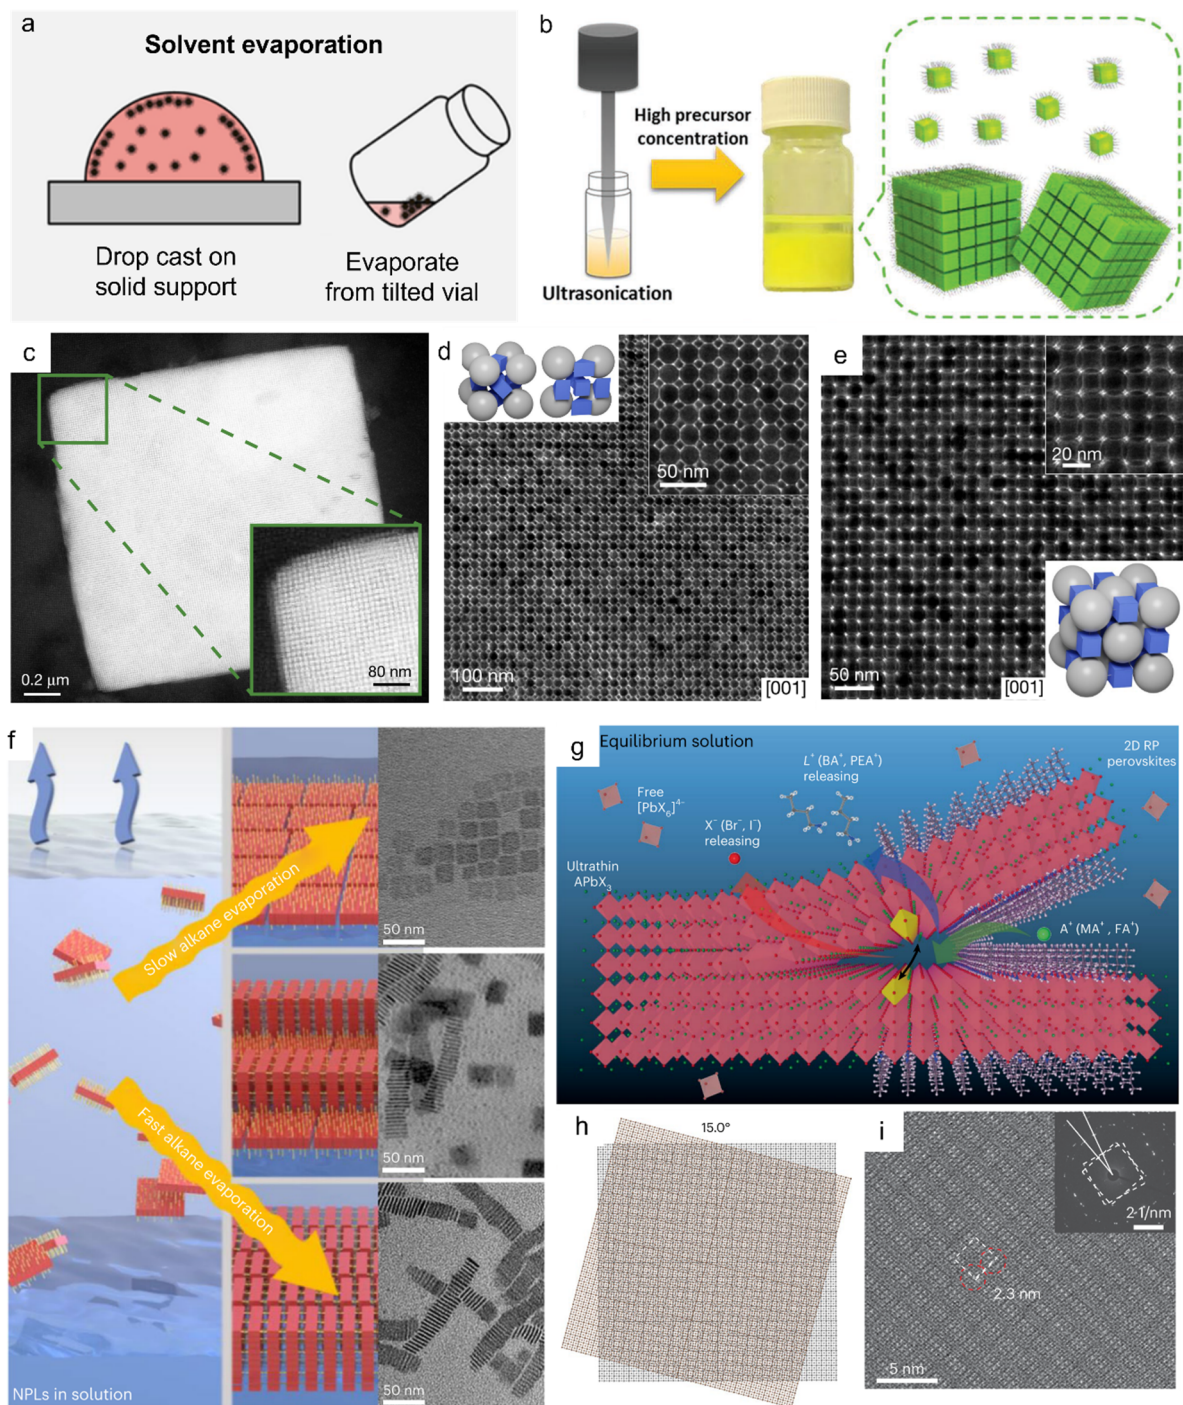 a
Solvent evaporation
Drop cast on
solid support
Evaporate
from tilted vial
b
High precursor
concentration
Ultrasonication
c
0.2 μm
80 nm
d
50 nm
100 nm
[001]
e
20 nm
50 nm
[001]
f
Slow alkane evaporation
Fast alkane evaporation
NPLs in solution
50 nm
50 nm
50 nm
g
Equilibrium solution
Free
[PbX₆]⁴⁻
L⁺ (BA⁺, PEA⁺)
releasing
X⁻ (Br⁻, I⁻)
releasing
2D RP
perovskites
Ultrathin
APbX₃
A⁺ (MA⁺, FA⁺)
h
15.0°
i
2 1/nm
2.3 nm
5 nm